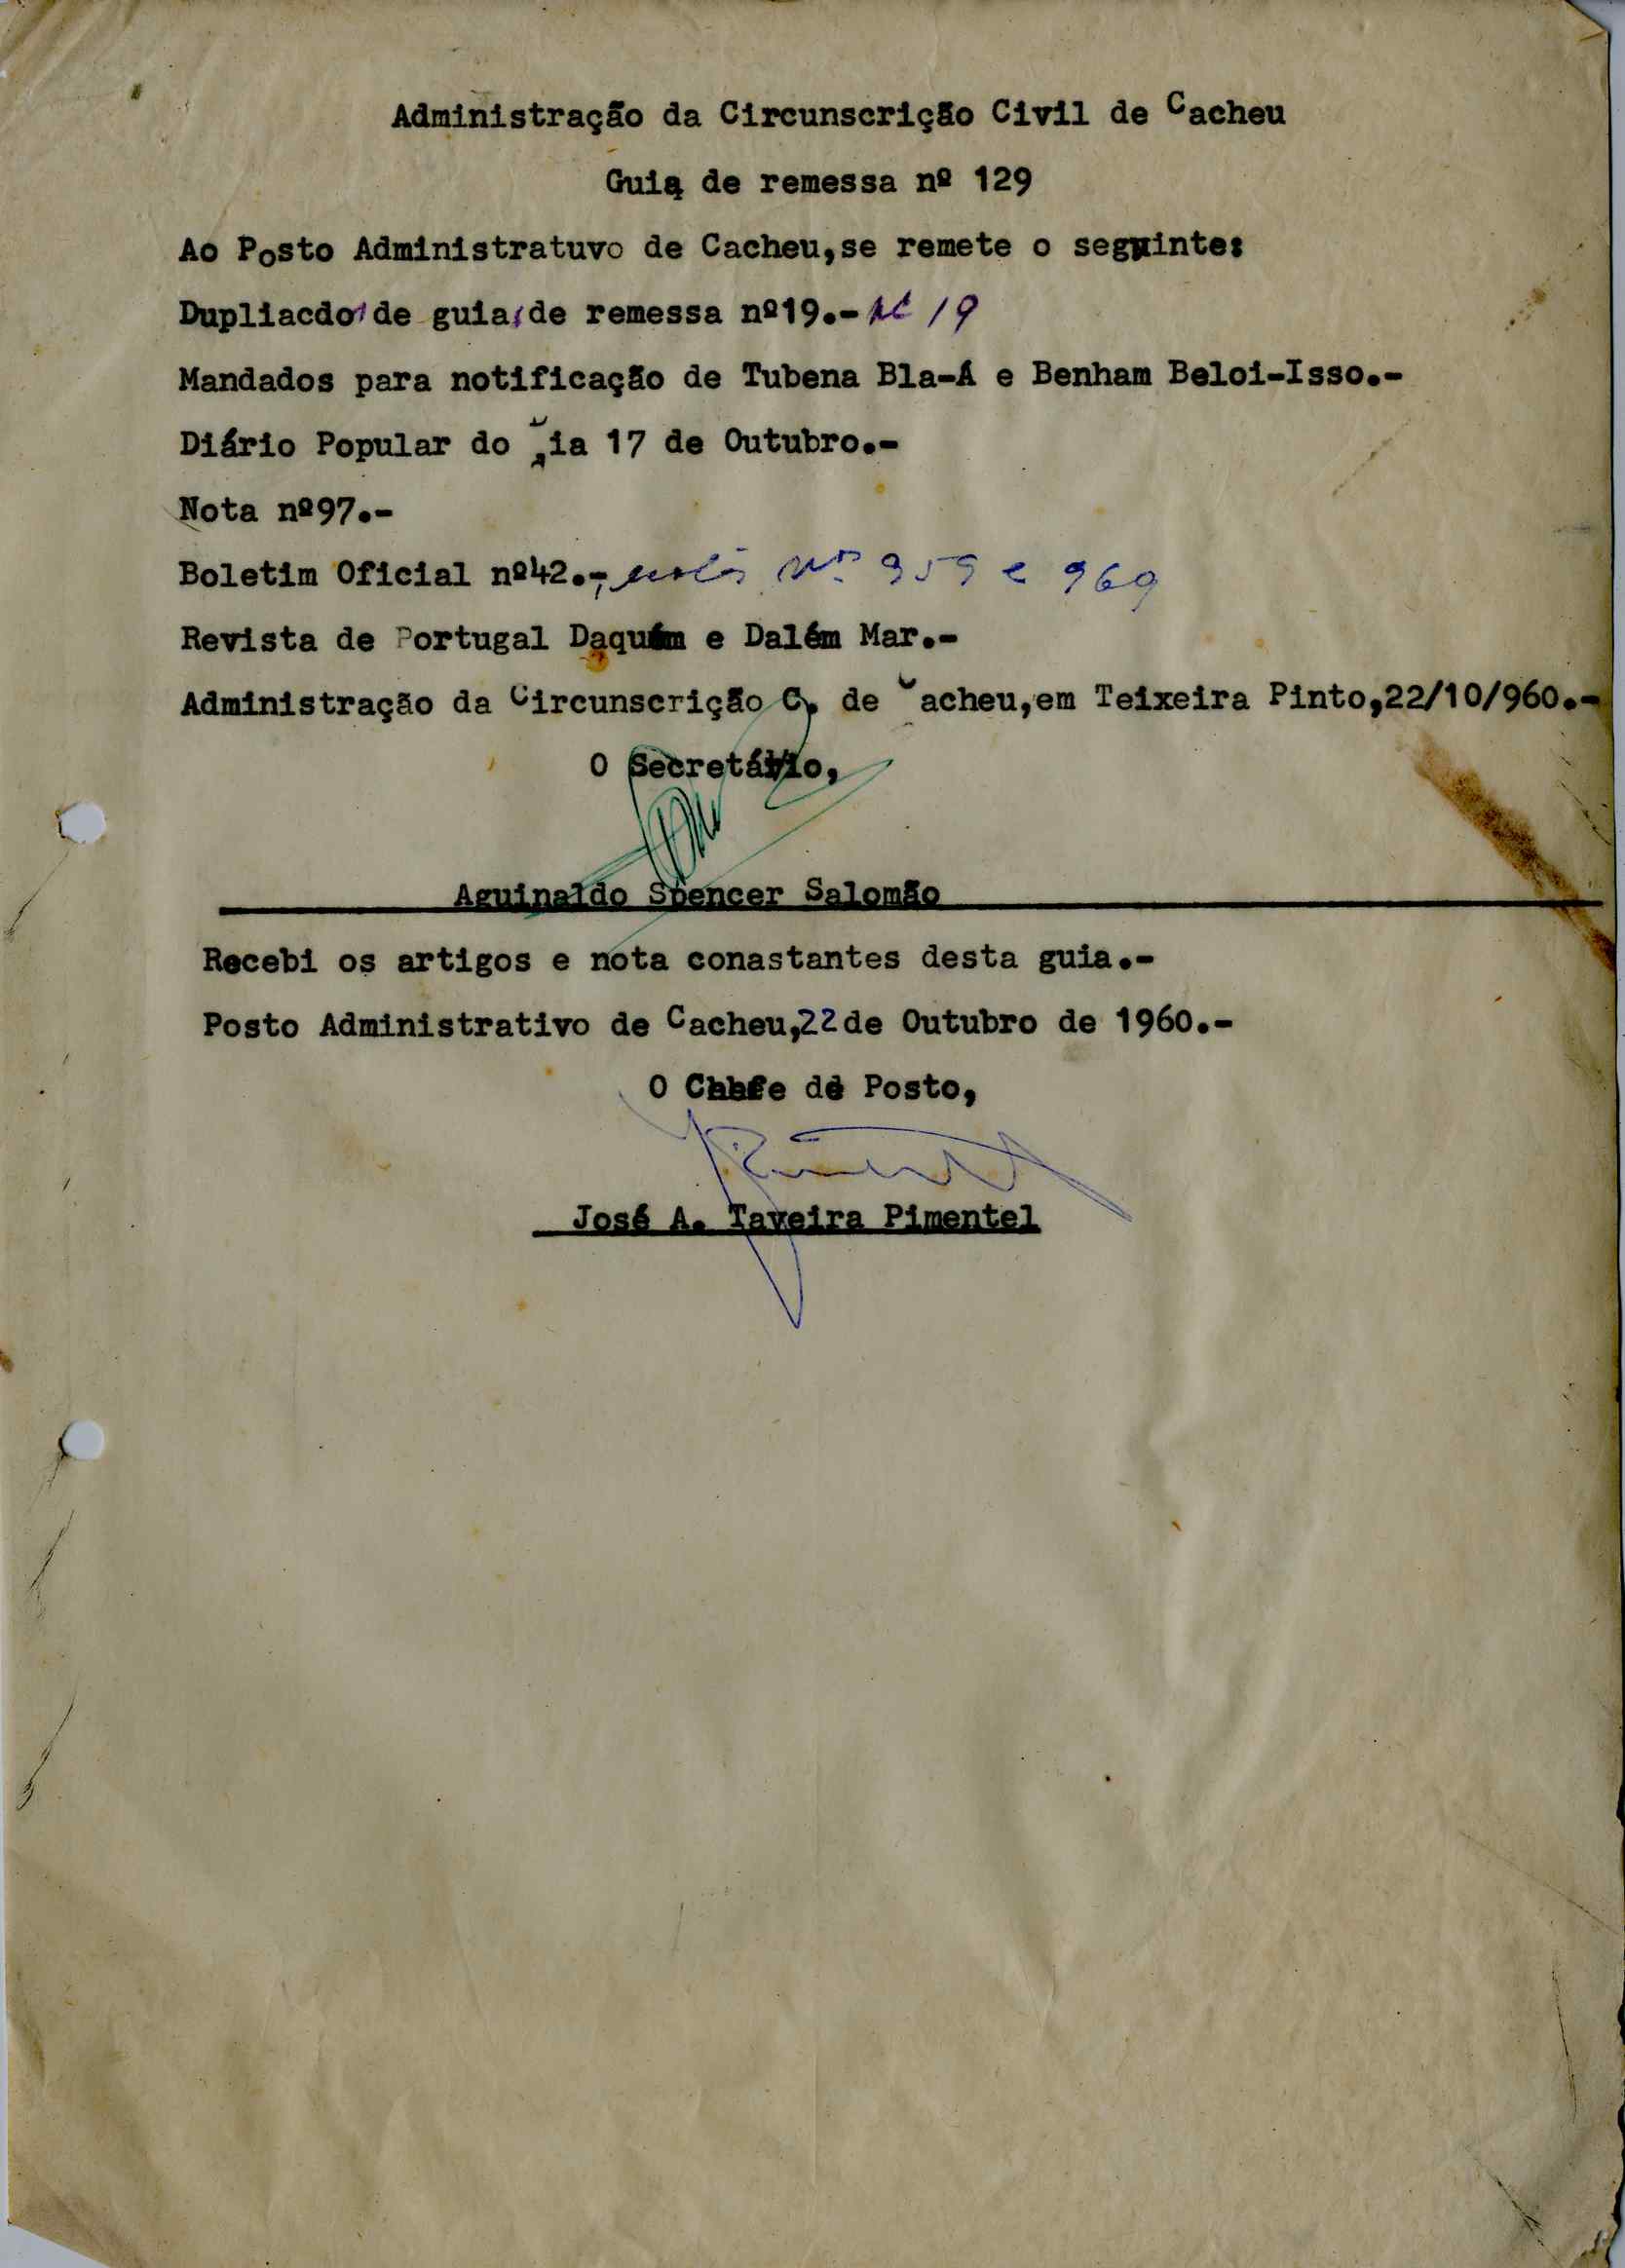 Administração da Circunscrição Civil de Cacheu
Guia de remessa nº 129
Ao Posto Administratuvo de Cacheu,se remete o seguinte:
Dupliacdo de guia de remessa nº19.- 19
Mandados para notificação de Tubena Bla-Á e Benham Beloi-Isso.-
Diário Popular do Dia 17 de Outubro.-
Nota nº97.-
Boletim Oficial nº42.-, nºs 959 e 969
Revista de Portugal Daquém e Dalém Mar.-
Administração da Circunscrição C. de Cacheu,em Teixeira Pinto,22/10/960.-
O Secretário,
Aguinaldo Spencer Salomão
Recebi os artigos e nota conastantes desta guia.-
Posto Administrativo de Cacheu,22 de Outubro de 1960.-
O Chefe de Posto,
José A. Taveira Pimentel